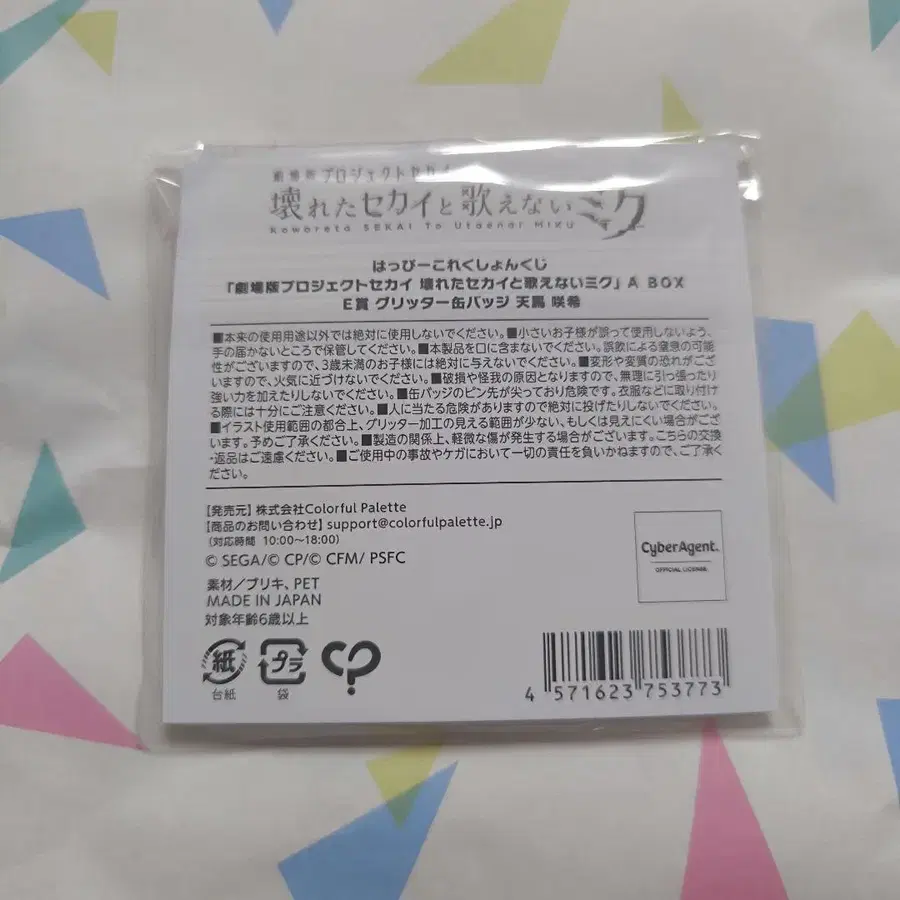 劇場版プロジェクトセカイ
壊れたセカイと歌えないミク
Kowareta SEKAI To Utaenai MIKU
はっぴーこれくしょんくじ
「劇場版プロジェクトセカイ 壊れたセカイと歌えないミク」 A BOX
E賞 グリッター缶バッジ 天馬 咲希
■本来の使用用途以外では絶対に使用しないでください。■小さいお子様が誤って使用しないよう、
手の届かないところで保管してください。■本製品を口に含まないでください。誤飲による窒息の可能
性がございますので、3歳未満のお子様には絶対に与えないでください。■変形や変質の恐れがござ
いますので、火気に近づけないでください。■破損や怪我の原因となりますので、無理に引っ張ったり
強い力を加えたりしないでください。■缶バッジのピン先が尖っており危険です。衣服などに取り付け
る際には十分にご注意ください。■人に当たる危険がありますので絶対に投げたりしないでください。
■イラスト使用範囲の都合上、グリッター加工の見える範囲が少ない、もしくは見えにくい場合がござ
います。予めご了承ください。■製造の関係上、軽微な傷が発生する場合がございます。こちらの交換
・返品はご遠慮ください。■ご使用中の事故やケガにおいて一切の責任を負いかねますので、ご了承く
ださい。
【発売元】株式会社Colorful Palette
【商品のお問い合わせ】support@colorfulpalette.jp
(対応時間 10:00〜18:00)
© SEGA/© CP/© CFM/ PSFC
素材/ブリキ、PET
MADE IN JAPAN
対象年齢6歳以上
CyberAgent.
OFFICIAL LICENSE
紙
台紙
プラ
袋
4 571623 753773